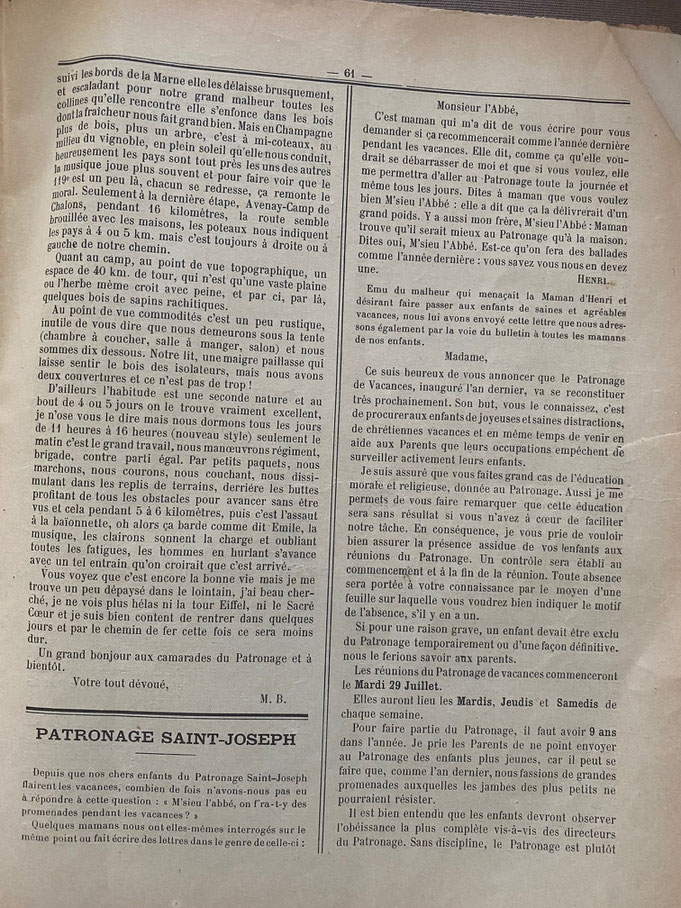 — 61 —
suivi les bords de la Marne elle les délaisse brusquement,
et escaladant pour notre grand malheur toutes les
collines qu'elle rencontre elle s'enfonce dans les bois
dont la fraîcheur nous fait grand bien. Mais en Champagne
plus de bois, plus un arbre, c'est à mi-coteaux, au
milieu du vignoble, en plein soleil qu'elle nous conduit,
heureusement les pays sont tout près les uns des autres
la musique joue plus souvent et pour faire voir que le
119e est un peu là, chacun se redresse, ça remonte le
moral. Seulement à la dernière étape, Avenay-Camp de
Chalons, pendant 16 kilomètres, la route semble
brouillée avec les maisons, les poteaux nous indiquent
les pays à 4 ou 5 km. mais c'est toujours à droite ou à
gauche de notre chemin.
Quant au camp, au point de vue topographique, un
espace de 40 km. de tour, qui n'est qu'une vaste plaine
ou l'herbe même croit avec peine, et par ci, par là,
quelques bois de sapins rachitiques.
Au point de vue commodités c'est un peu rustique,
inutile de vous dire que nous demeurons sous la tente
(chambre à coucher, salle à manger, salon) et nous
sommes dix dessous. Notre lit, une maigre paillasse qui
laisse sentir le bois des isolateurs, mais nous avons
deux couvertures et ce n'est pas de trop !
D'ailleurs l'habitude est une seconde nature et au
bout de 4 ou 5 jours on le trouve vraiment excellent,
je n'ose vous le dire mais nous dormons tous les jours
de 11 heures à 16 heures (nouveau style) seulement le
matin c'est le grand travail, nous manœuvrons régiment,
brigade, contre parti égal. Par petits paquets, nous
marchons, nous courons, nous couchant, nous dissi-
mulant dans les replis de terrains, derrière les buttes
profitant de tous les obstacles pour avancer sans être
vus et cela pendant 5 à 6 kilomètres, puis c'est l'assaut
à la baïonnette, oh alors ça barde comme dit Emile, la
musique, les clairons sonnent la charge et oubliant
toutes les fatigues, les hommes en hurlant s'avance
avec un tel entrain qu'on croirait que c'est arrivé.
Vous voyez que c'est encore la bonne vie mais je me
trouve un peu dépaysé dans le lointain, j'ai beau cher-
ché, je ne vois plus hélas ni la tour Eiffel, ni le Sacré
Cœur et je suis bien content de rentrer dans quelques
jours et par le chemin de fer cette fois ce sera moins
dur.
Un grand bonjour aux camarades du Patronage et à
bientôt.
Votre tout dévoué,
M. B.
PATRONAGE SAINT-JOSEPH
Depuis que nos chers enfants du Patronage Saint-Joseph
flairent les vacances, combien de fois n'avons-nous pas eu
à répondre à cette question : « M'sieu l'abbé, on f'ra-t-y des
promenades pendant les vacances ? »
Quelques mamans nous ont elles-mêmes interrogés sur le
même point ou fait écrire des lettres dans le genre de celle-ci :
Monsieur l'Abbé,
C'est maman qui m'a dit de vous écrire pour vous
demander si ça recommencerait comme l'année dernière
pendant les vacances. Elle dit, comme ça qu'elle vou-
drait se débarrasser de moi et que si vous voulez, elle
me permettra d'aller au Patronage toute la journée et
même tous les jours. Dites à maman que vous voulez
bien M'sieu l'Abbé : elle a dit que ça la délivrerait d'un
grand poids. Y a aussi mon frère, M'sieu l'Abbé : Maman
trouve qu'il serait mieux au Patronage qu'à la maison.
Dites oui, M'sieu l'Abbé. Est-ce qu'on fera des ballades
comme l'année dernière : vous savez vous nous en devez
une.
HENRI.
Emu du malheur qui menaçait la Maman d'Henri et
désirant faire passer aux enfants de saines et agréables
vacances, nous lui avons envoyé cette lettre que nous adres-
sons également par la voie du bulletin à toutes les mamans
de nos enfants.
Madame,
Ce suis heureux de vous annoncer que le Patronage
de Vacances, inauguré l'an dernier, va se reconstituer
très prochainement. Son but, vous le connaissez, c'est
de procurer aux enfants de joyeuses et saines distractions,
de chrétiennes vacances et en même temps de venir en
aide aux Parents que leurs occupations empêchent de
surveiller activement leurs enfants.
Je suis assuré que vous faites grand cas de l'éducation
morale et religieuse, donnée au Patronage. Aussi je me
permets de vous faire remarquer que cette éducation
sera sans résultat si vous n'avez à cœur de faciliter
notre tâche. En conséquence, je vous prie de vouloir
bien assurer la présence assidue de vos enfants aux
réunions du Patronage. Un contrôle sera établi au
commencement et à la fin de la réunion. Toute absence
sera portée à votre connaissance par le moyen d'une
feuille sur laquelle vous voudrez bien indiquer le motif
de l'absence, s'il y en a un.
Si pour une raison grave, un enfant devait être exclu
du Patronage temporairement ou d'une façon définitive.
nous le ferions savoir aux parents.
Les réunions du Patronage de vacances commenceront
le Mardi 29 Juillet.
Elles auront lieu les Mardis, Jeudis et Samedis de
chaque semaine.
Pour faire partie du Patronage, il faut avoir 9 ans
dans l'année. Je prie les Parents de ne point envoyer
au Patronage des enfants plus jeunes, car il peut se
faire que, comme l'an dernier, nous fassions de grandes
promenades auxquelles les jambes des plus petits ne
pourraient résister.
Il est bien entendu que les enfants devront observer
l'obéissance la plus complète vis-à-vis des directeurs
du Patronage. Sans discipline, le Patronage est plutôt